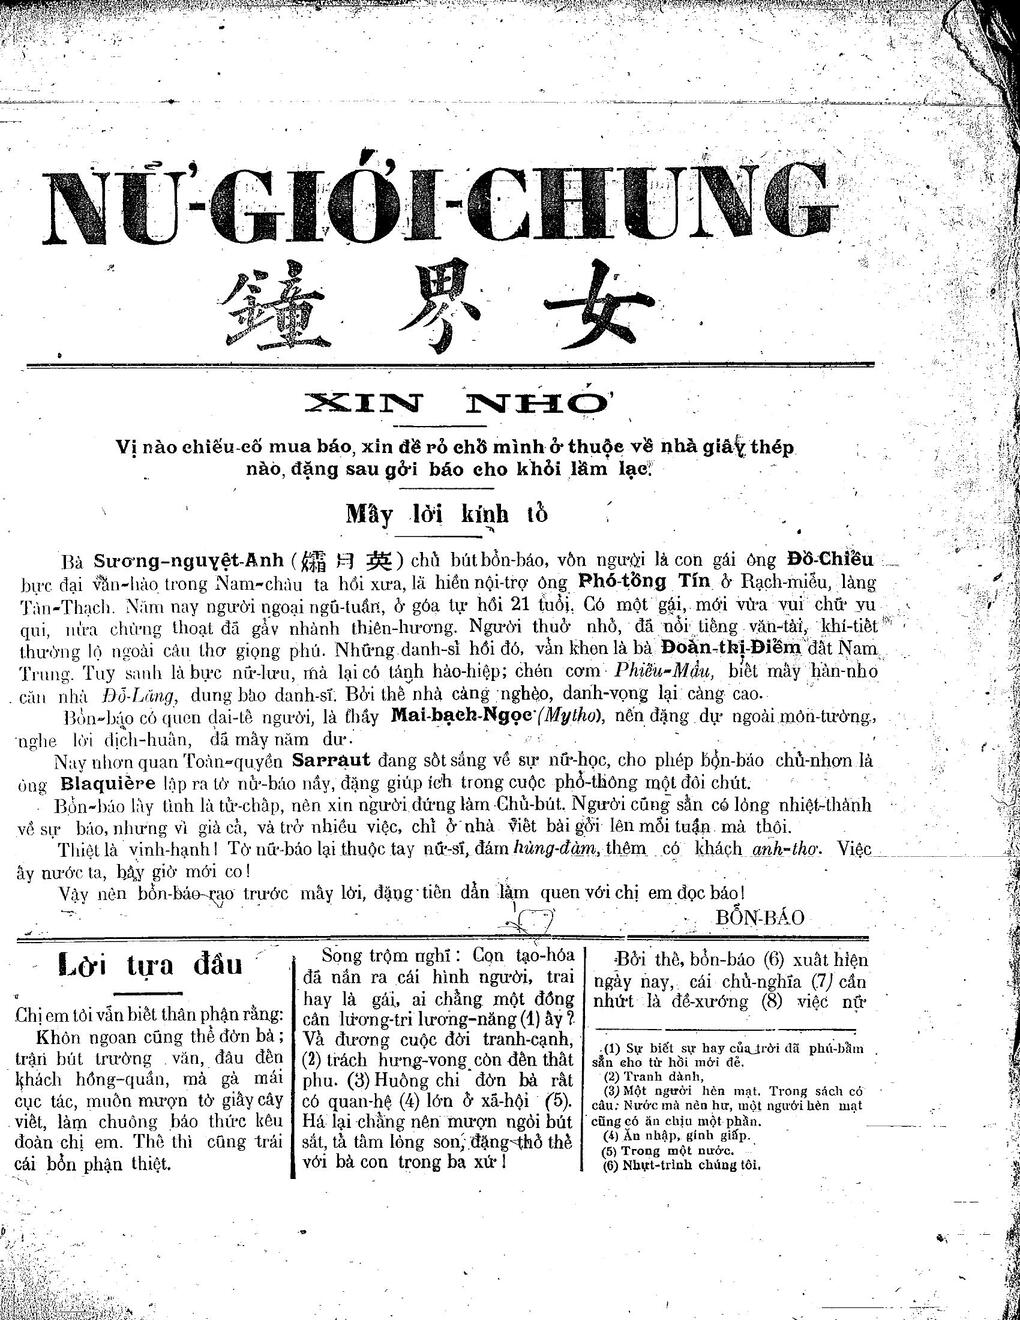 NỮ-GIỚI-CHUNG
鐘 界 女
XIN NHỚ
Vị nào chiếu-cố mua báo, xin đề rỏ chỗ mình ở thuộc về nhà giây thép
nào, đặng sau gởi báo cho khỏi lầm lạc.
Mấy lời kính tỏ
Bà Sương-nguyệt-Anh (孀 月 英) chủ bút bổn-báo, vốn người là con gái ông Đồ-Chiểu
bực đại văn-hào trong Nam-châu ta hồi xưa, là hiền nội-trợ ông Phó-tổng Tín ở Rạch-miễu, làng
Tân-Thạch. Năm nay người ngoại ngũ-tuần, ở góa tự hồi 21 tuổi. Có một gái, mới vừa vui chữ vu
qui, nửa chừng thoạt đã gảy nhành thiên-hương. Người thuở nhỏ, đã nổi tiếng văn-tài, khí-tiết
thường lộ ngoài câu thơ giọng phú. Những danh-sĩ hồi đó, vẫn khen là bà Đoàn-thị-Điểm đất Nam
Trung. Tuy sanh là bực nữ-lưu, mà lại có tánh hào-hiệp; chén cơm Phiếu-Mẫu, biết mấy hàn-nho
căn nhà Đỗ-Lăng, dung bảo danh-sĩ. Bởi thế nhà càng nghèo, danh-vọng lại càng cao.
Bổn-báo có quen đại-tề người, là thầy Mai-bạch-Ngọc (Mytho), nên đặng dự ngoài môn-tường,
nghe lời dịch-huấn, đã mấy năm dư.
Nay nhơn quan Toàn-quyền Sarraut đang sốt sắng về sự nữ-học, cho phép bổn-báo chủ-nhơn là
ông Blaquière lập ra tờ nữ-báo nầy, đặng giúp ích trong cuộc phổ-thông một đôi chút.
Bổn-báo lấy tình là từ-chấp, nên xin người đứng làm Chủ-bút. Người cũng sẵn có lòng nhiệt-thành
về sự báo, nhưng vì già cả, và trở nhiều việc, chỉ ở nhà viết bài gởi lên mỗi tuần mà thôi.
Thiệt là vinh-hạnh! Tờ nữ-báo lại thuộc tay nữ-sĩ, đám hùng-đàm, thêm có khách anh-thơ. Việc
ấy nước ta, bây giờ mới co!
Vậy nên bổn-báo rạo trước mấy lời, đặng tiên dẫn làm quen với chị em đọc báo!
BỔN-BÁO
Lời tựa đầu
Chị em tôi vẫn biết thân phận rằng:
Khôn ngoan cũng thể đờn bà;
trận bút trường văn, đâu đến
khách hồng-quần, mà gà mái
cục tác, muốn mượn tờ giấy cây
viết, làm chuông báo thức kêu
đoàn chị em. Thế thì cũng trái
cái bổn phận thiệt.
Song trộm nghĩ: Con tạo-hóa
đã nắn ra cái hình người, trai
hay là gái, ai chẳng một đồng
cân lương-tri lương-năng (1) ấy?
Và đương cuộc đời tranh-cạnh,
(2) trách hưng-vong còn đến thất
phu. (3) Huống chi đờn bà rất
có quan-hệ (4) lớn ở xã-hội (5).
Há lại chẳng nên mượn ngòi bút
sắt, tả tấm lòng son, đặng thỏ thẻ
với bà con trong ba xứ!
Bởi thế, bổn-báo (6) xuất hiện
ngày nay, cái chủ-nghĩa (7) cần
nhứt là đề-xướng (8) việc nữ
(1) Sự biết sự hay của trời đã phú-bẩm
sẵn cho từ hồi mới đẻ.
(2) Tranh dành,
(3) Một người hèn mạt. Trong sách có
câu: Nước mà nên hư, một người hèn mạt
cũng có ăn chịu một phần.
(4) Ăn nhập, gính giấp.
(5) Trong một nước.
(6) Nhựt-trình chúng tôi.